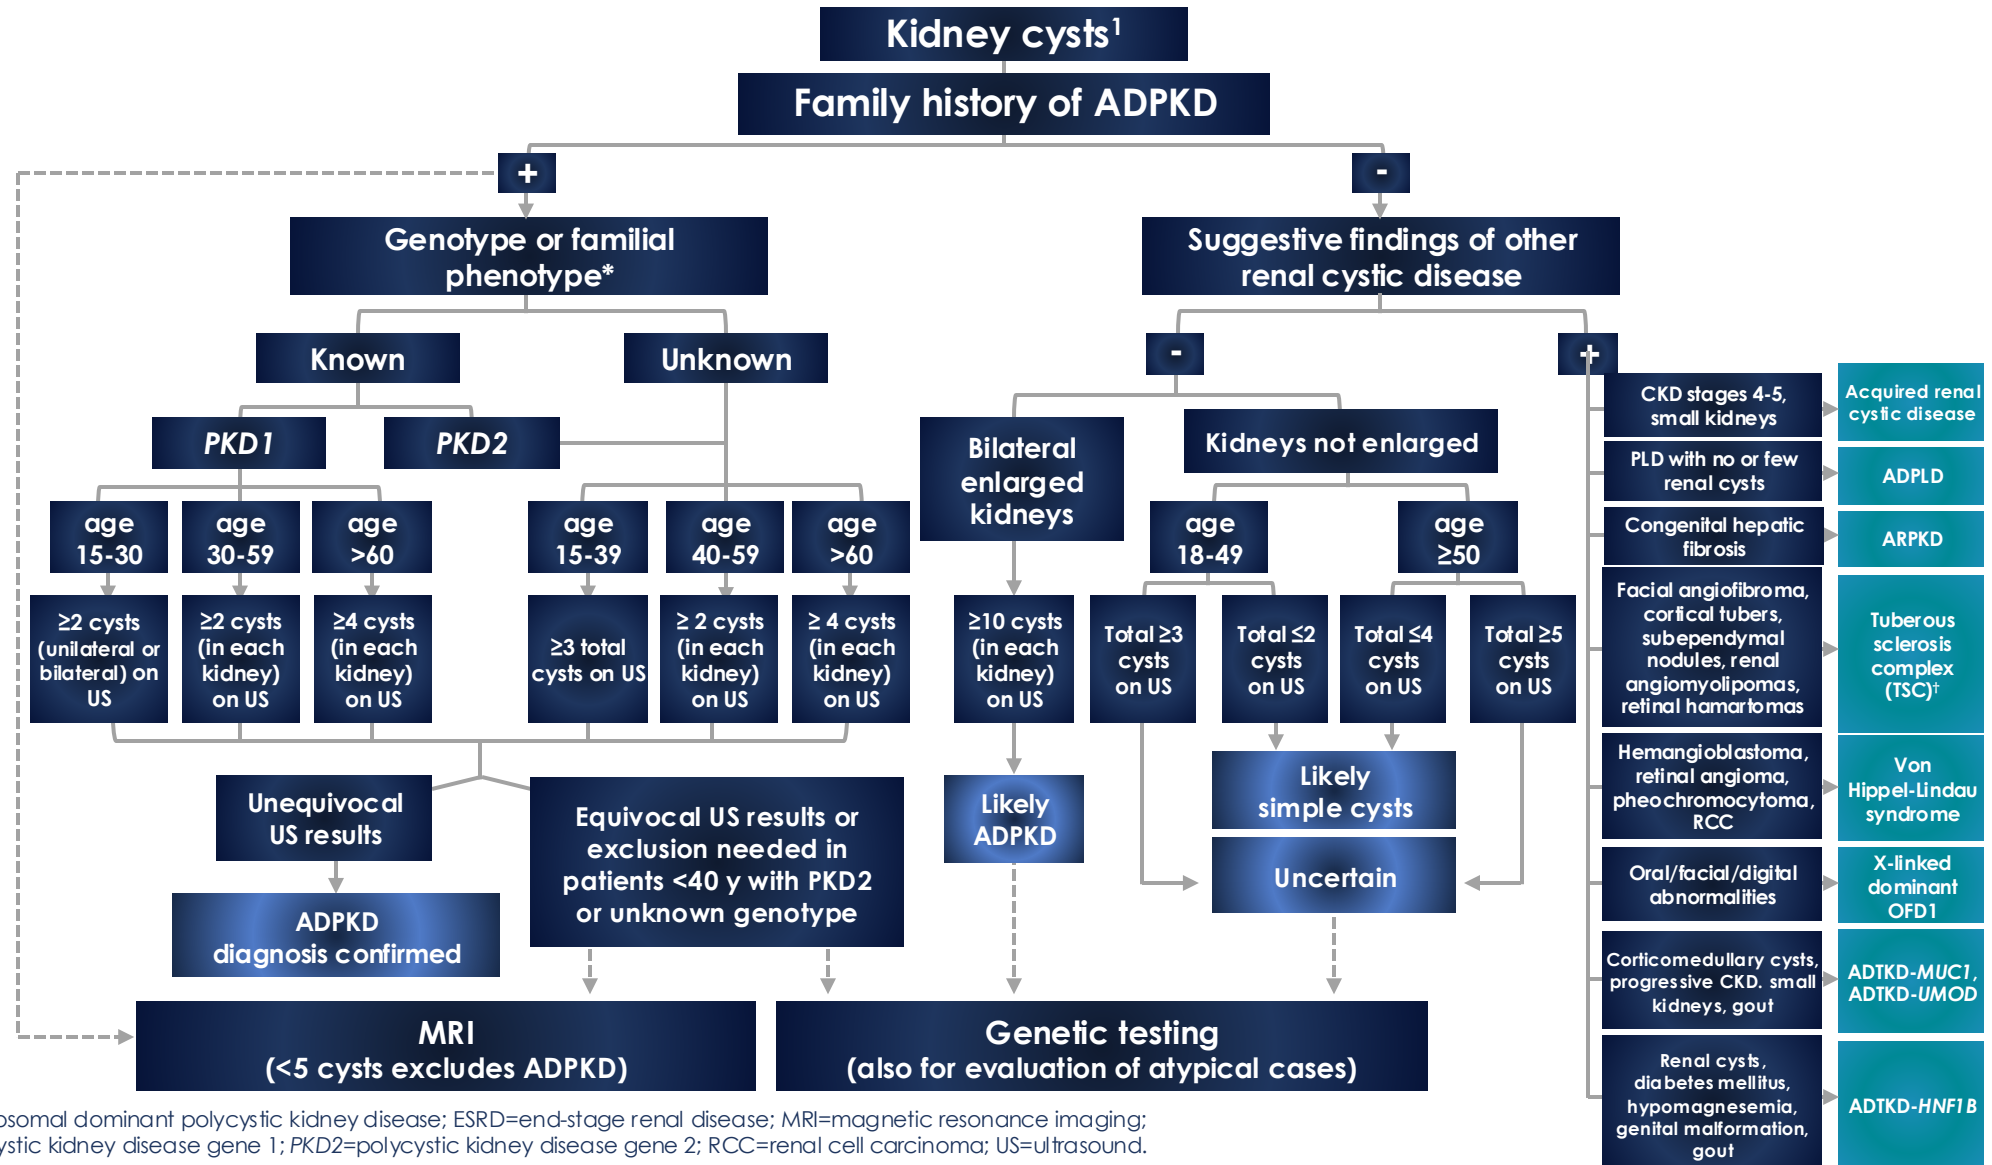 Kidney cysts¹
Family history of ADPKD
+
-
Genotype or familial
phenotype*
Suggestive findings of other
renal cystic disease
Known
Unknown
-
+
PKD1
PKD2
Bilateral
enlarged
kidneys
Kidneys not enlarged
age
15-30
age
30-59
age
>60
age
15-39
age
40-59
age
>60
age
18-49
age
≥50
≥2 cysts
(unilateral or
bilateral) on
US
≥2 cysts
(in each
kidney)
on US
≥4 cysts
(in each
kidney)
on US
≥3 total
cysts on US
≥ 2 cysts
(in each
kidney)
on US
≥ 4 cysts
(in each
kidney)
on US
≥10 cysts
(in each
kidney)
on US
Total ≥3
cysts
on US
Total ≤2
cysts
on US
Total ≤4
cysts
on US
Total ≥5
cysts
on US
Unequivocal
US results
Equivocal US results or
exclusion needed in
patients <40 y with PKD2
or unknown genotype
Likely
ADPKD
Likely
simple cysts
Uncertain
ADPKD
diagnosis confirmed
MRI
(<5 cysts excludes ADPKD)
Genetic testing
(also for evaluation of atypical cases)
CKD stages 4-5,
small kidneys
Acquired renal
cystic disease
PLD with no or few
renal cysts
ADPLD
Congenital hepatic
fibrosis
ARPKD
Facial angiofibroma,
cortical tubers,
subependymal
nodules, renal
angiomyolipomas,
retinal hamartomas
Tuberous
sclerosis
complex
(TSC)†
Hemangioblastoma,
retinal angioma,
pheochromocytoma,
RCC
Von
Hippel-Lindau
syndrome
Oral/facial/digital
abnormalities
X-linked
dominant
OFD1
Corticomedullary cysts,
progressive CKD. small
kidneys, gout
ADTKD-MUC1,
ADTKD-UMOD
Renal cysts,
diabetes mellitus,
hypomagnesemia,
genital malformation,
gout
ADTKD-HNF1B
osomal dominant polycystic kidney disease; ESRD=end-stage renal disease; MRI=magnetic resonance imaging;
ystic kidney disease gene 1; PKD2=polycystic kidney disease gene 2; RCC=renal cell carcinoma; US=ultrasound.